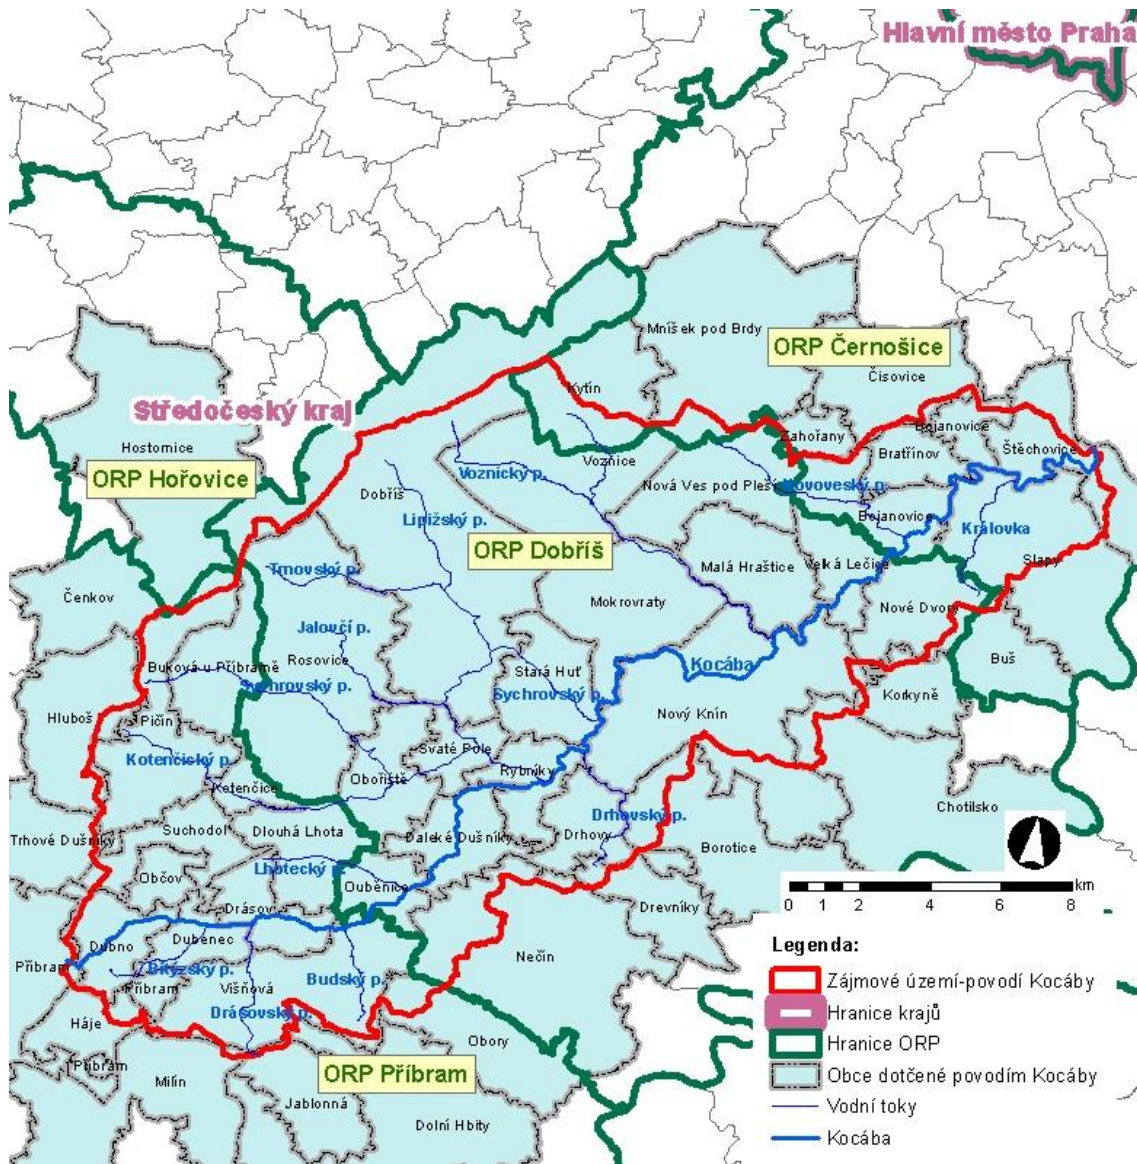 Hlavní město Praha
Mníšek pod Brdy
ORP Černošice
Čisovice
Kytín
Středočeský kraj
Hostomice
Zahořany
Bojanovice
Bratřínov
Štěchovice
ORP Hořovice
Voznický p.
Voznice
Dobříš
Nová Ves pod Pleší
Novoveský p.
Lipižský p.
Bojanovice
Královka
ORP Dobříš
Trnovský p.
Malá Hraštice
Velká Lečice
Slapy
Čenkov
Mokrovraty
Nové Dvory
Jalovčí p.
Rosovice
Buš
Buková u Příbramě
Stará Huť
Kocába
Sychrovský p.
Sychrovský p.
Korkyně
Hluboš
Pičín
Nový Knín
Svaté Pole
Kotenčiský p.
Rybníky
Obořiště
Kotenčice
Chotilsko
Trhové Dušníky
Suchodol
Dlouhá Lhota
Daleké Dušníky
Drhovský p.
Drhovy
Borotice
Lhotecký p.
Občov
Ouběnice
Drásov
Drevníky
Dubno
Dubenec
Nečín
Příbram
Bytízský p.
Budský p.
Příbram
Višňová
Drásovský p.
Háje
Obory
Příbram
ORP Příbram
Milín
Jablonná
Dolní Hbity
km
0 1 2 4 6 8
Legenda:
Zájmové území-povodí Kocáby
Hranice krajů
Hranice ORP
Obce dotčené povodím Kocáby
Vodní toky
Kocába